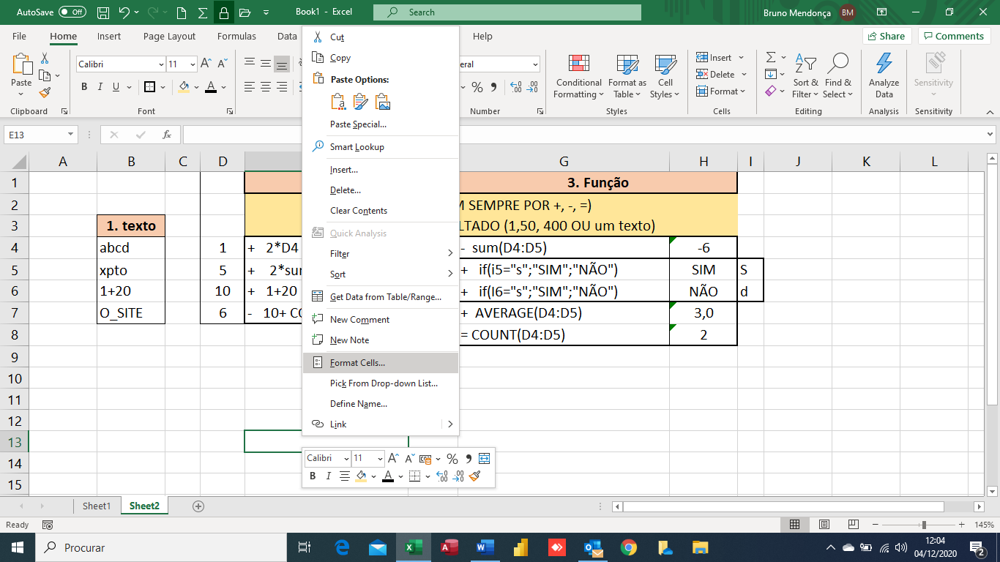 AutoSave Off Book1 - Excel Search Bruno Mendonça BM
File Home Insert Page Layout Formulas Data Help Share Comments
Calibri 11 eral
Paste B I U Conditional Formatting Format as Table Cell Styles Insert Delete Format Sort & Filter Find & Select Analyze Data Sensitivity
Clipboard Font Number Styles Cells Editing Analysis Sensitivity
E13 fx
A B C D G H I J K L
1 3. Função
2 M SEMPRE POR +, -, =)
3 1. texto LTADO (1,50, 400 OU um texto)
4 abcd 1 + 2*D4 - sum(D4:D5) -6
5 xpto 5 + 2*sur + if(i5="s";"SIM";"NÃO") SIM S
6 1+20 10 + 1+20 + if(I6="s";"SIM";"NÃO") NÃO d
7 O_SITE 6 - 10+ CO + AVERAGE(D4:D5) 3,0
8 = COUNT(D4:D5) 2
9
10
11
12
13
14
15
Cut
Copy
Paste Options:
Paste Special...
Smart Lookup
Insert...
Delete...
Clear Contents
Quick Analysis
Filter
Sort
Get Data from Table/Range...
New Comment
New Note
Format Cells...
Pick From Drop-down List...
Define Name...
Link
Calibri 11 A A %
B I A
Sheet1 Sheet2
Ready 145%
Procurar 12:04
04/12/2020 2